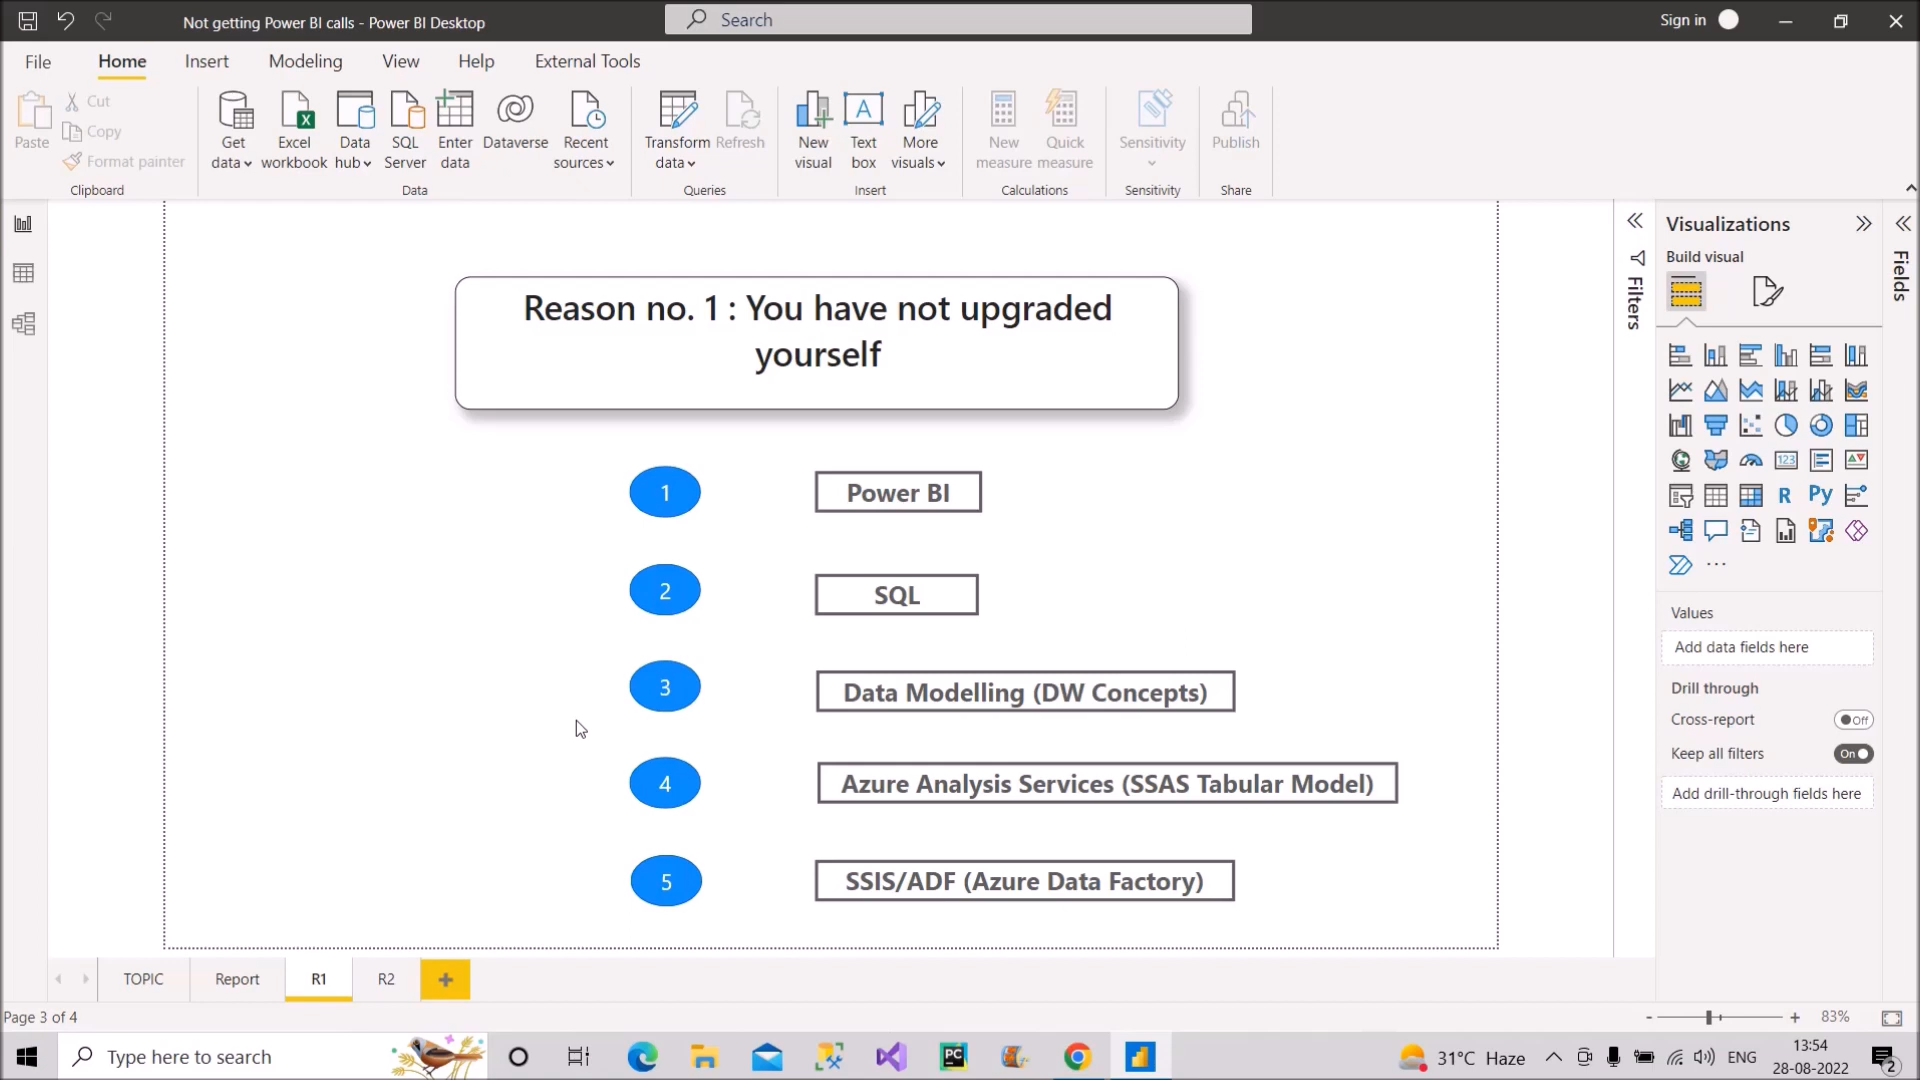 Not getting Power BI calls - Power BI Desktop
Search
Sign in
File
Home
Insert
Modeling
View
Help
External Tools
Paste
Cut
Copy
Format painter
Clipboard
Get
data
Excel
workbook
Data
hub
SQL
Server
Enter
data
Dataverse
Recent
sources
Data
Transform
data
Refresh
Queries
New
visual
A
Text
box
More
visuals
Insert
New
measure
Quick
measure
Calculations
Sensitivity
Sensitivity
Publish
Share
Reason no. 1 : You have not upgraded
yourself
1
Power BI
2
SQL
3
Data Modelling (DW Concepts)
4
Azure Analysis Services (SSAS Tabular Model)
5
SSIS/ADF (Azure Data Factory)
Filters
Visualizations
Build visual
123
R
Py
Values
Add data fields here
Drill through
Cross-report
Off
Keep all filters
On
Add drill-through fields here
Fields
TOPIC
Report
R1
R2
+
Page 3 of 4
- + 83%
Type here to search
PC
31°C Haze
ENG
13:54
28-08-2022
2